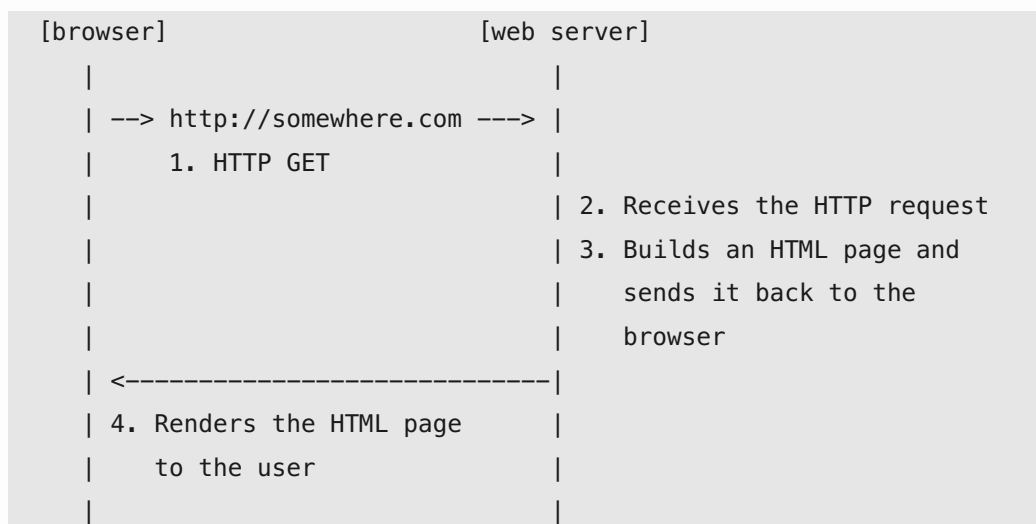 [browser] [web server]
| |
| --> http://somewhere.com ---> |
| 1. HTTP GET |
| | 2. Receives the HTTP request
| | 3. Builds an HTML page and
| | sends it back to the
| | browser
| <-----------------------------|
| 4. Renders the HTML page |
| to the user |
| |